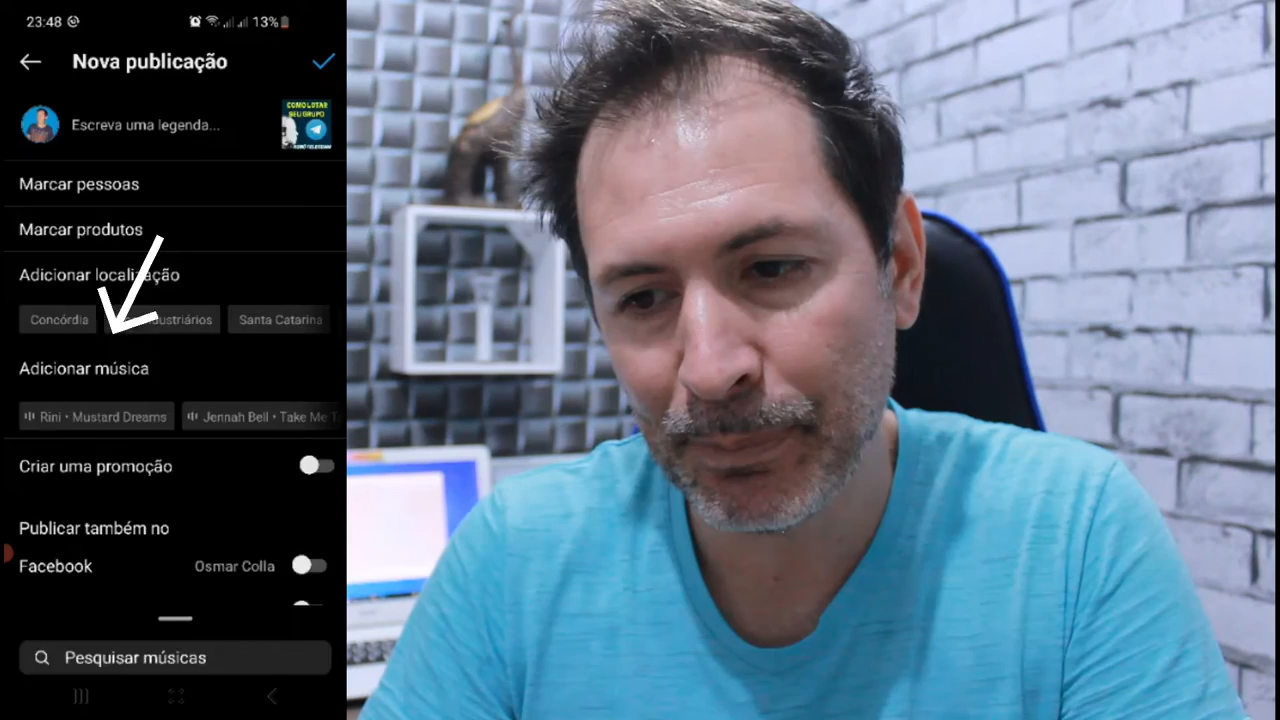 23:48 13%
Nova publicação
Escreva uma legenda...
COMO LOTAR
SEU GRUPO
Marcar pessoas
Marcar produtos
Adicionar localização
Concórdia ustriários Santa Catarina
Adicionar música
Rini • Mustard Dreams Jennah Bell • Take Me T
Criar uma promoção
Publicar também no
Facebook Osmar Colla
Pesquisar músicas